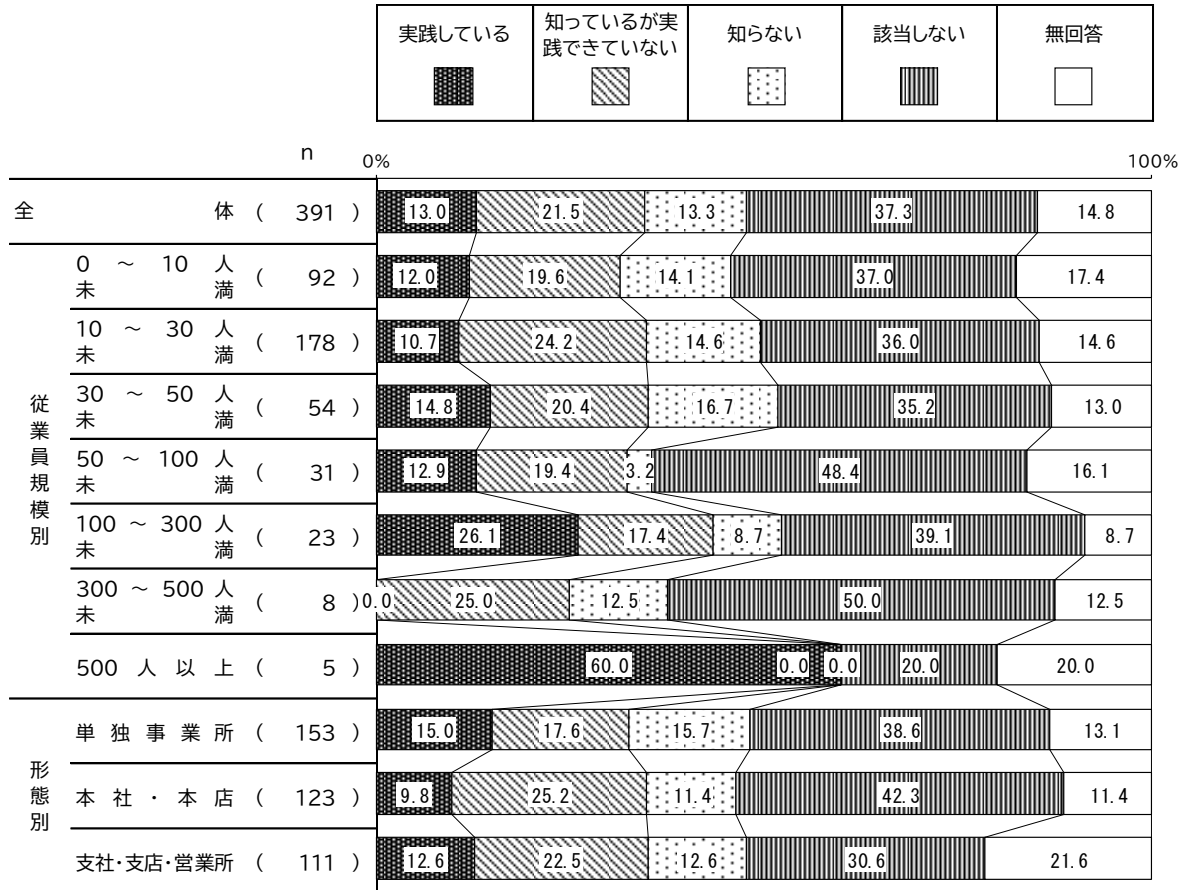 実践している
知っているが実
践できていない
知らない
該当しない
無回答
n
0%
100%
全体 ( 391 ) 13.0 21.5 13.3 37.3 14.8
従業員規模別
0 ～ 10 人
未満 ( 92 ) 12.0 19.6 14.1 37.0 17.4
10 ～ 30 人
未満 ( 178 ) 10.7 24.2 14.6 36.0 14.6
30 ～ 50 人
未満 ( 54 ) 14.8 20.4 16.7 35.2 13.0
50 ～ 100 人
未満 ( 31 ) 12.9 19.4 3.2 48.4 16.1
100 ～ 300 人
未満 ( 23 ) 26.1 17.4 8.7 39.1 8.7
300 ～ 500 人
未満 ( 8 ) 0.0 25.0 12.5 50.0 12.5
500 人以上 ( 5 ) 60.0 0.0 0.0 20.0 20.0
形態別
単独事業所 ( 153 ) 15.0 17.6 15.7 38.6 13.1
本社・本店 ( 123 ) 9.8 25.2 11.4 42.3 11.4
支社・支店・営業所 ( 111 ) 12.6 22.5 12.6 30.6 21.6